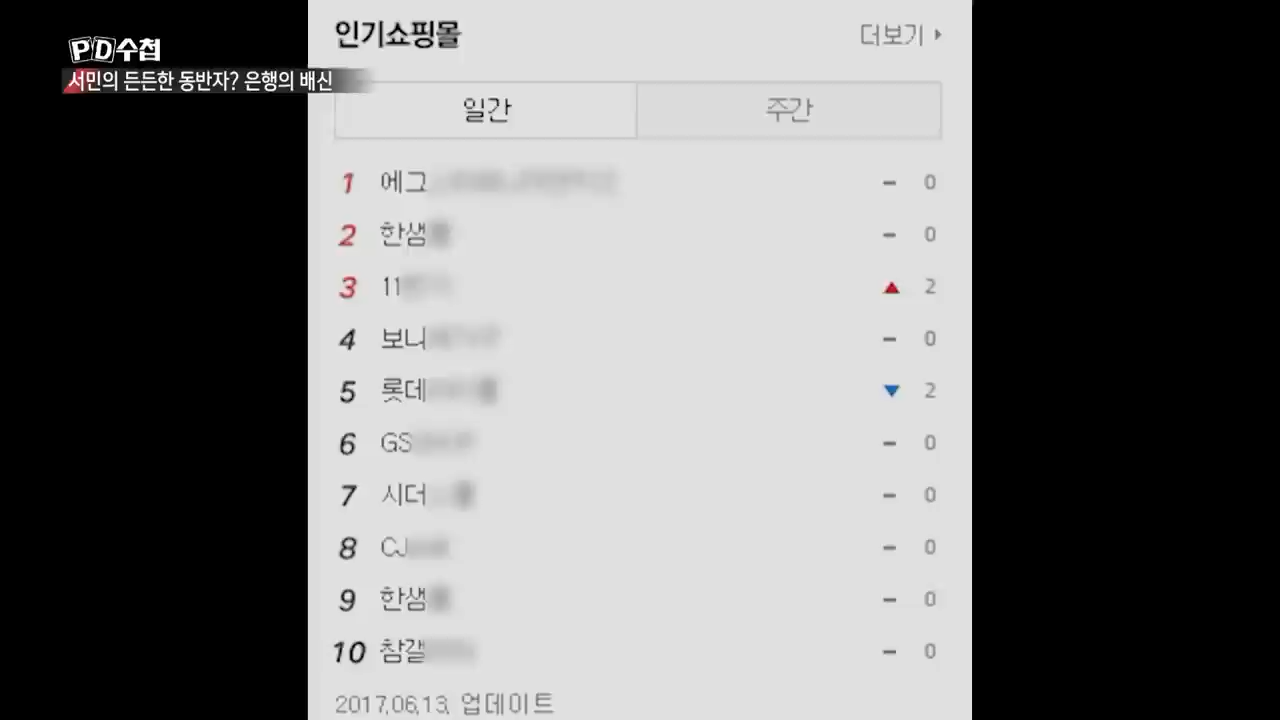 PD수첩
서민의 든든한 동반자? 은행의 배신
인기쇼핑몰 더보기
일간 주간
1 에그 - 0
2 한샘 - 0
3 11 ▲ 2
4 보니 - 0
5 롯데 ▼ 2
6 GS - 0
7 시더 - 0
8 CJ - 0
9 한샘 - 0
10 참갤 - 0
2017.06.13. 업데이트